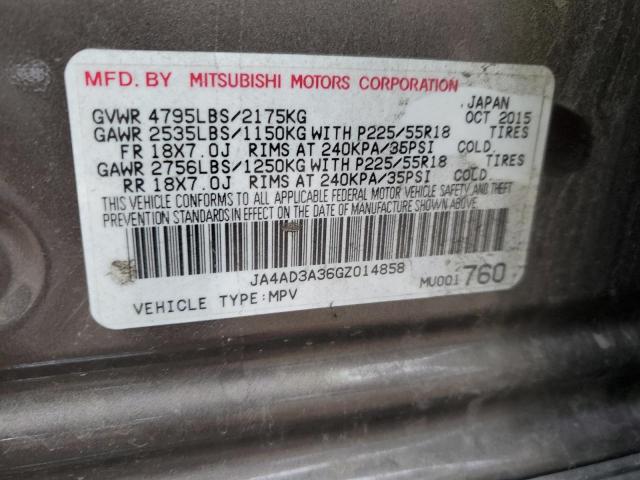 MFD. BY MITSUBISHI MOTORS CORPORATION
JAPAN
GVWR 4795LBS/2175KG OCT 2015
GAWR 2535LBS/1150KG WITH P225/55R18 TIRES
FR 18X7.0J RIMS AT 240KPA/35PSI COLD.
GAWR 2756LBS/1250KG WITH P225/55R18 TIRES
RR 18X7.0J RIMS AT 240KPA/35PSI COLD
THIS VEHICLE CONFORMS TO ALL APPLICABLE FEDERAL MOTOR VEHICLE SAFETY AND THEFT
PREVENTION STANDARDS IN EFFECT ON THE DATE OF MANUFACTURE SHOWN ABOVE.
JA4AD3A36GZ014858
VEHICLE TYPE:MPV MU001760